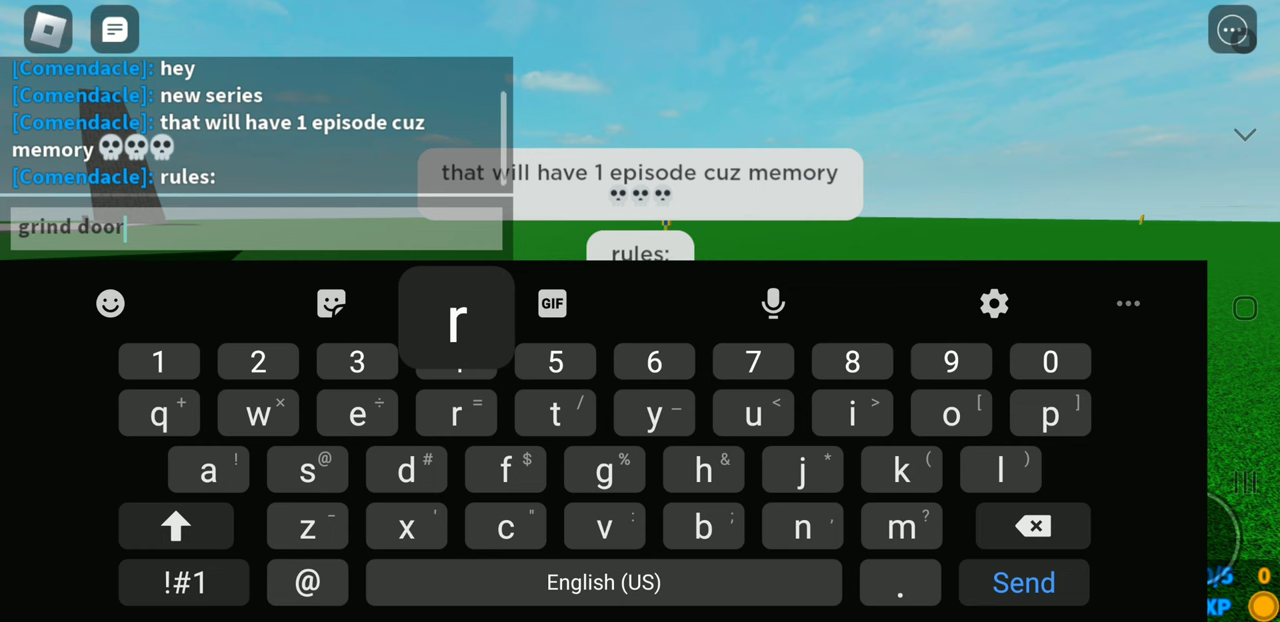 [Comendacle]: hey
[Comendacle]: new series
[Comendacle]: that will have 1 episode cuz
memory 💀💀💀
[Comendacle]: rules:
that will have 1 episode cuz memory
💀💀💀
grind door
rules:
r
GIF
1 2 3 5 6 7 8 9 0
q + w × e ÷ r = t / y _ u < i > o [ p ]
a ! s @ d # f $ g % h & j * k ( l )
z - x ' c " v : b ; n , m ?
!#1 @ English (US) . Send
/5 0
XP